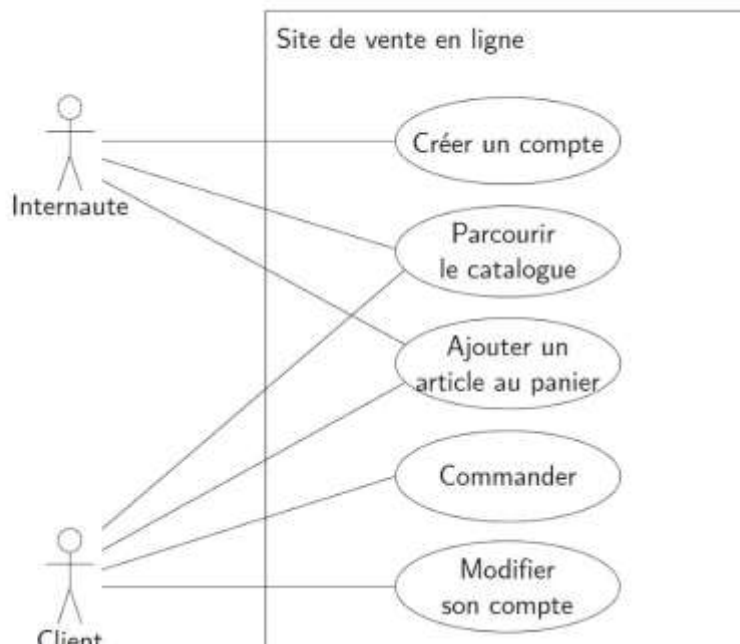 Site de vente en ligne
Créer un compte
Internaute
Parcourir
le catalogue
Ajouter un
article au panier
Commander
Modifier
son compte
Client